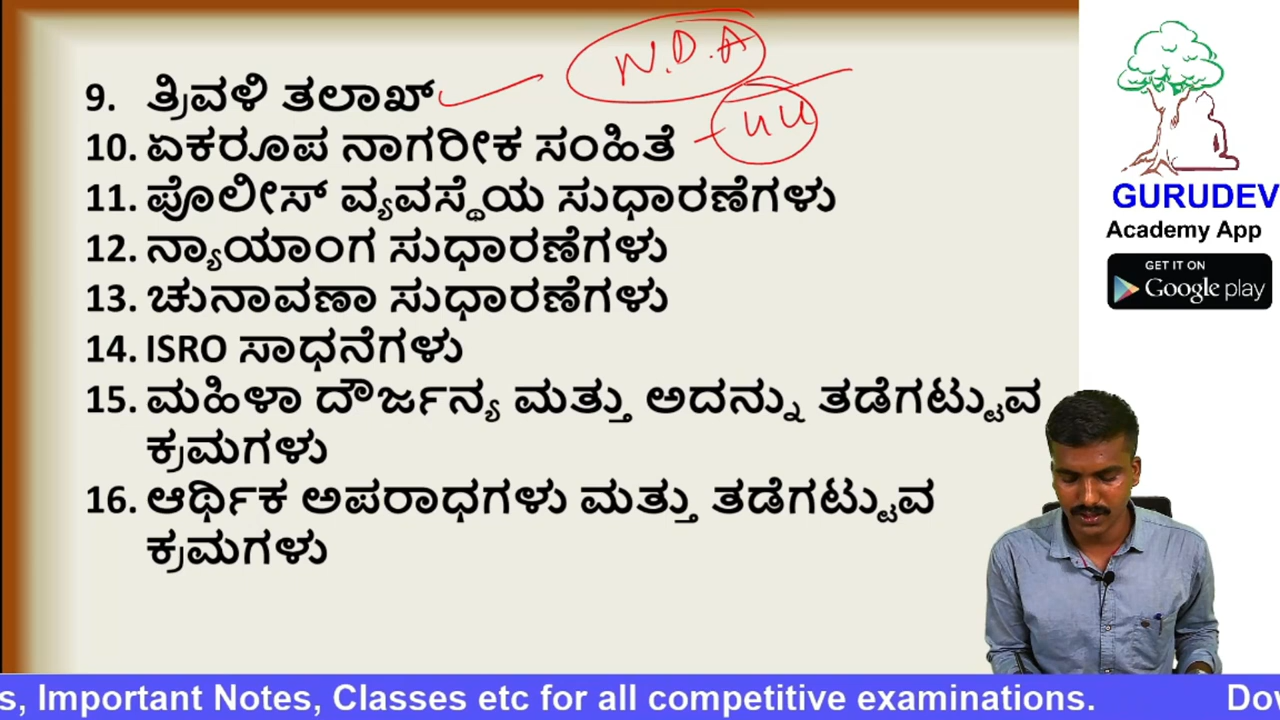 N.D.A
9. ತ್ರಿವಳಿ ತಲಾಖ್
44
10. ಏಕರೂಪ ನಾಗರೀಕ ಸಂಹಿತೆ
11. ಪೊಲೀಸ್ ವ್ಯವಸ್ಥೆಯ ಸುಧಾರಣೆಗಳು
12. ನ್ಯಾಯಾಂಗ ಸುಧಾರಣೆಗಳು
13. ಚುನಾವಣಾ ಸುಧಾರಣೆಗಳು
14. ISRO ಸಾಧನೆಗಳು
15. ಮಹಿಳಾ ದೌರ್ಜನ್ಯ ಮತ್ತು ಅದನ್ನು ತಡೆಗಟ್ಟುವ
ಕ್ರಮಗಳು
16. ಆರ್ಥಿಕ ಅಪರಾಧಗಳು ಮತ್ತು ತಡೆಗಟ್ಟುವ
ಕ್ರಮಗಳು
GURUDEV
Academy App
GET IT ON
Google play
s, Important Notes, Classes etc for all competitive examinations. Dov